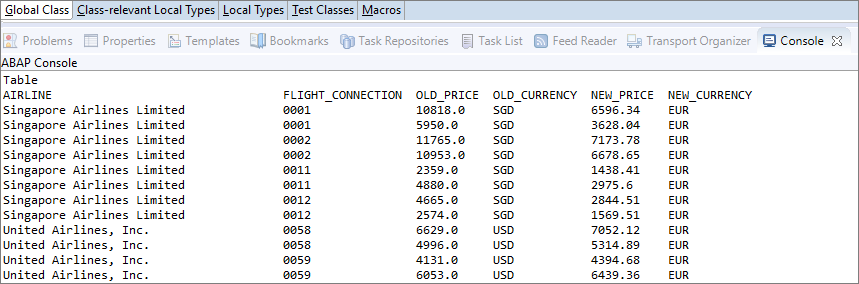 Global Class Class-relevant Local Types Local Types Test Classes Macros
Problems Properties Templates Bookmarks Task Repositories Task List Feed Reader Transport Organizer Console
ABAP Console
Table
AIRLINE FLIGHT_CONNECTION OLD_PRICE OLD_CURRENCY NEW_PRICE NEW_CURRENCY
Singapore Airlines Limited 0001 10818.0 SGD 6596.34 EUR
Singapore Airlines Limited 0001 5950.0 SGD 3628.04 EUR
Singapore Airlines Limited 0002 11765.0 SGD 7173.78 EUR
Singapore Airlines Limited 0002 10953.0 SGD 6678.65 EUR
Singapore Airlines Limited 0011 2359.0 SGD 1438.41 EUR
Singapore Airlines Limited 0011 4880.0 SGD 2975.6 EUR
Singapore Airlines Limited 0012 4665.0 SGD 2844.51 EUR
Singapore Airlines Limited 0012 2574.0 SGD 1569.51 EUR
United Airlines, Inc. 0058 6629.0 USD 7052.12 EUR
United Airlines, Inc. 0058 4996.0 USD 5314.89 EUR
United Airlines, Inc. 0059 4131.0 USD 4394.68 EUR
United Airlines, Inc. 0059 6053.0 USD 6439.36 EUR